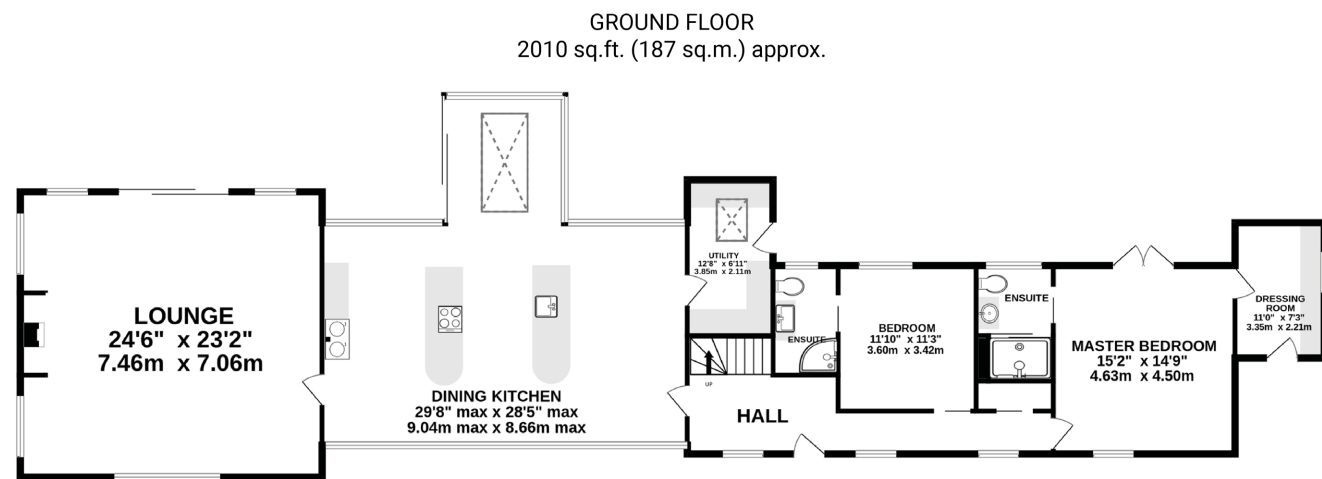 GROUND FLOOR
2010 sq.ft. (187 sq.m.) approx.
LOUNGE
24'6" x 23'2"
7.46m x 7.06m
DINING KITCHEN
29'8" max x 28'5" max
9.04m max x 8.66m max
UTILITY
12'8" x 6'11"
3.85m x 2.11m
UP
HALL
ENSUITE
BEDROOM
11'10" x 11'3"
3.60m x 3.42m
ENSUITE
MASTER BEDROOM
15'2" x 14'9"
4.63m x 4.50m
DRESSING
ROOM
11'0" x 7'3"
3.35m x 2.21m